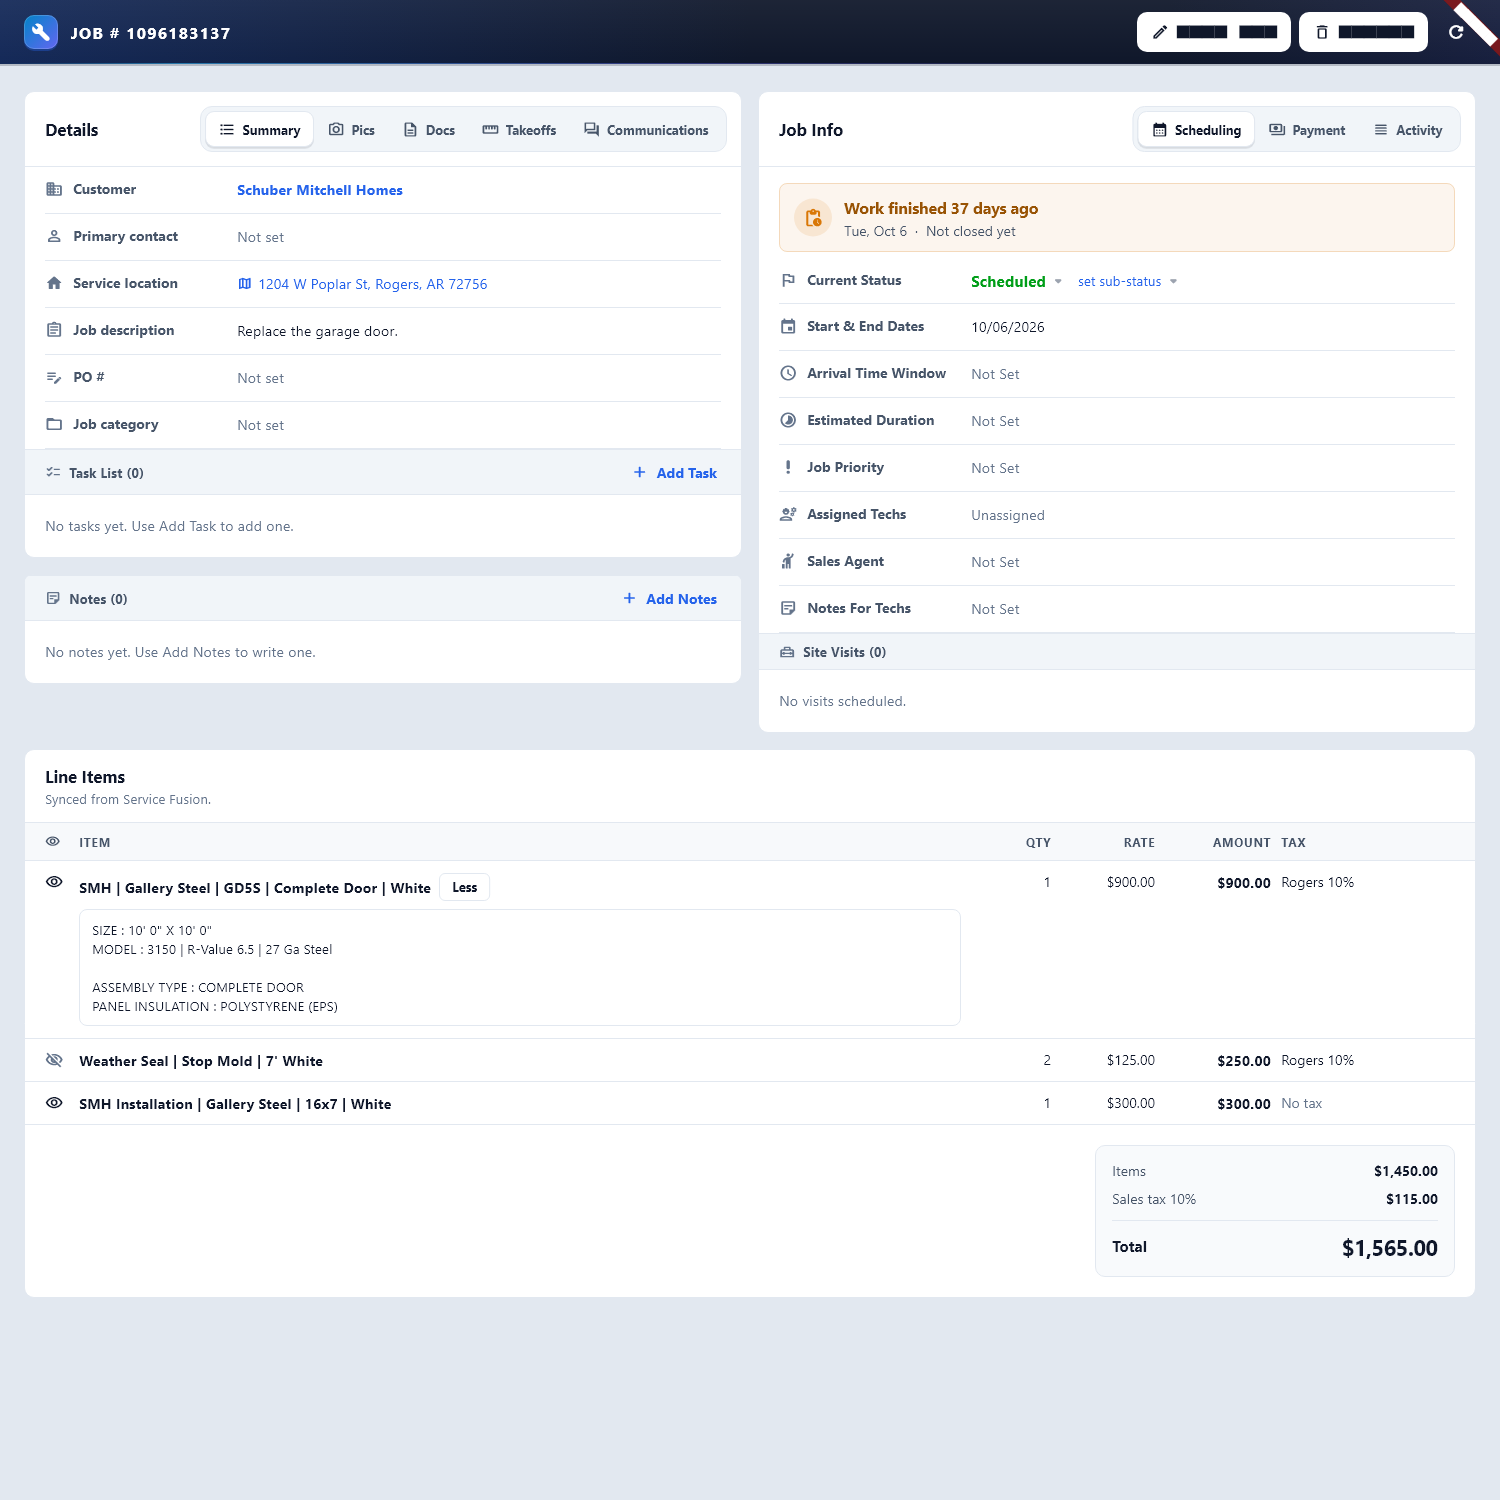 JOB # 1096183137
Details
Summary
Pics
Docs
Takeoffs
Communications
Customer
Schuber Mitchell Homes
Primary contact
Not set
Service location
1204 W Poplar St, Rogers, AR 72756
Job description
Replace the garage door.
PO #
Not set
Job category
Not set
Task List (0)
Add Task
No tasks yet. Use Add Task to add one.
Notes (0)
Add Notes
No notes yet. Use Add Notes to write one.
Job Info
Scheduling
Payment
Activity
Work finished 37 days ago
Tue, Oct 6 · Not closed yet
Current Status
Scheduled
set sub-status
Start & End Dates
10/06/2026
Arrival Time Window
Not Set
Estimated Duration
Not Set
Job Priority
Not Set
Assigned Techs
Unassigned
Sales Agent
Not Set
Notes For Techs
Not Set
Site Visits (0)
No visits scheduled.
Line Items
Synced from Service Fusion.
ITEM QTY RATE AMOUNT TAX
SMH | Gallery Steel | GD5S | Complete Door | White Less 1 $900.00 $900.00 Rogers 10%
SIZE : 10' 0" X 10' 0"
MODEL : 3150 | R-Value 6.5 | 27 Ga Steel
ASSEMBLY TYPE : COMPLETE DOOR
PANEL INSULATION : POLYSTYRENE (EPS)
Weather Seal | Stop Mold | 7' White 2 $125.00 $250.00 Rogers 10%
SMH Installation | Gallery Steel | 16x7 | White 1 $300.00 $300.00 No tax
Items $1,450.00
Sales tax 10% $115.00
Total $1,565.00